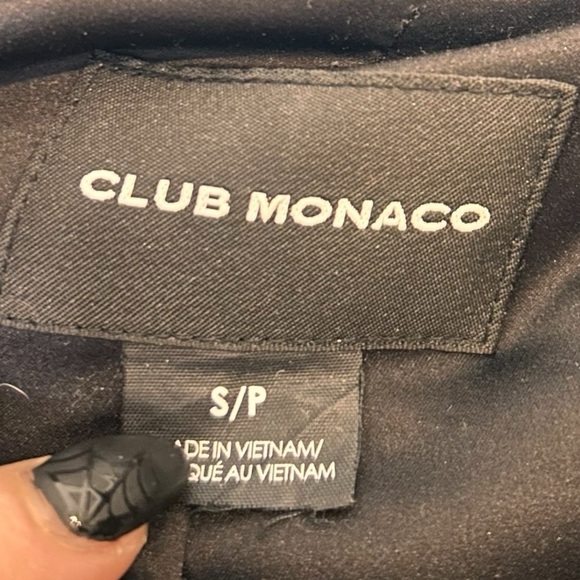 CLUB MONACO
S/P
ADE IN VIETNAM/
QUÉ AU VIETNAM